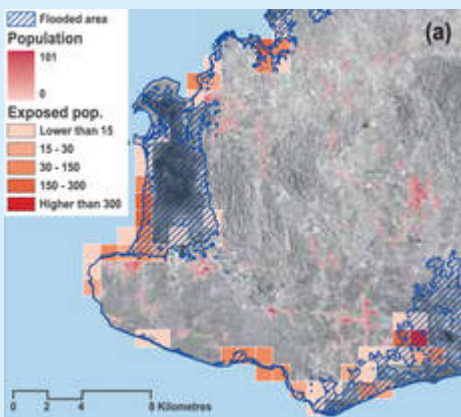 Flooded area
(a)
Population
101
0
Exposed pop.
Lower than 15
15 - 30
30 - 150
150 - 300
Higher than 300
0 2 4 8 Kilometres